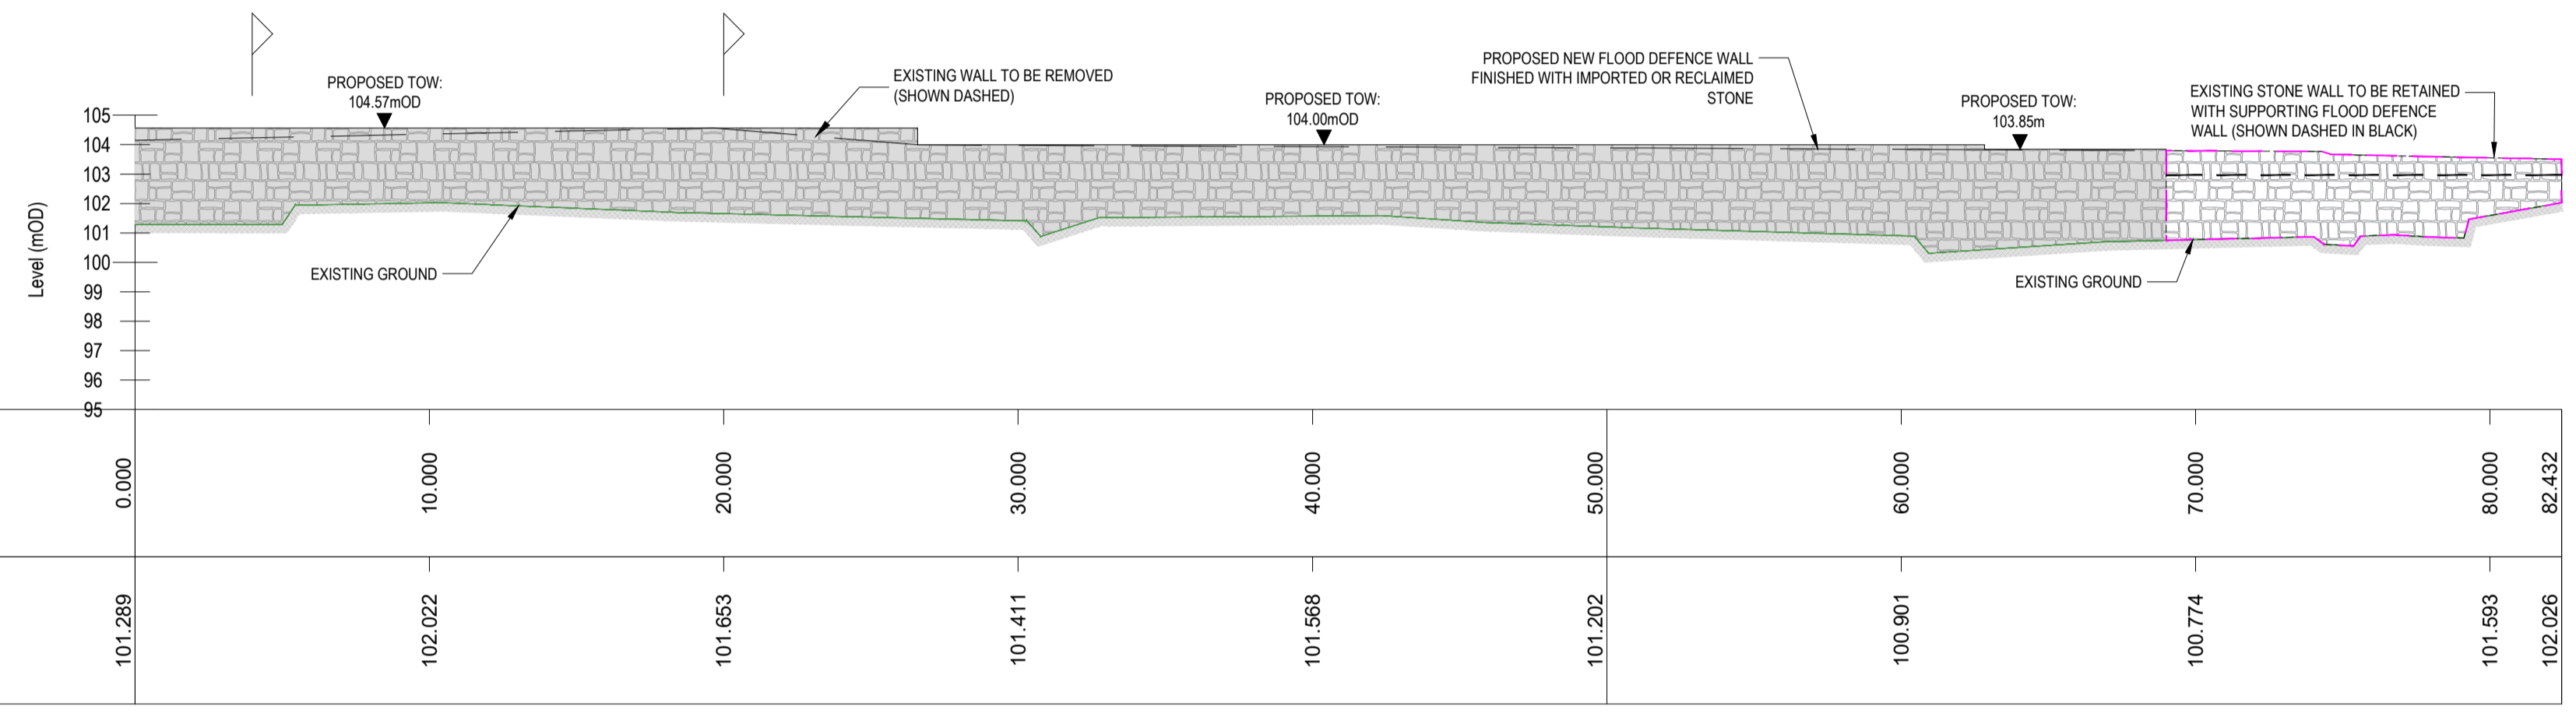 PROPOSED TOW:
104.57mOD
EXISTING WALL TO BE REMOVED
(SHOWN DASHED)
PROPOSED TOW:
104.00mOD
PROPOSED NEW FLOOD DEFENCE WALL
FINISHED WITH IMPORTED OR RECLAIMED
STONE
PROPOSED TOW:
103.85m
EXISTING STONE WALL TO BE RETAINED
WITH SUPPORTING FLOOD DEFENCE
WALL (SHOWN DASHED IN BLACK)
Level (mOD)
105
104
103
102
101
100
99
98
97
96
95
EXISTING GROUND
EXISTING GROUND
0.000
10.000
20.000
30.000
40.000
50.000
60.000
70.000
80.000
82.432
101.289
102.022
101.653
101.411
101.568
101.202
100.901
100.774
101.593
102.026